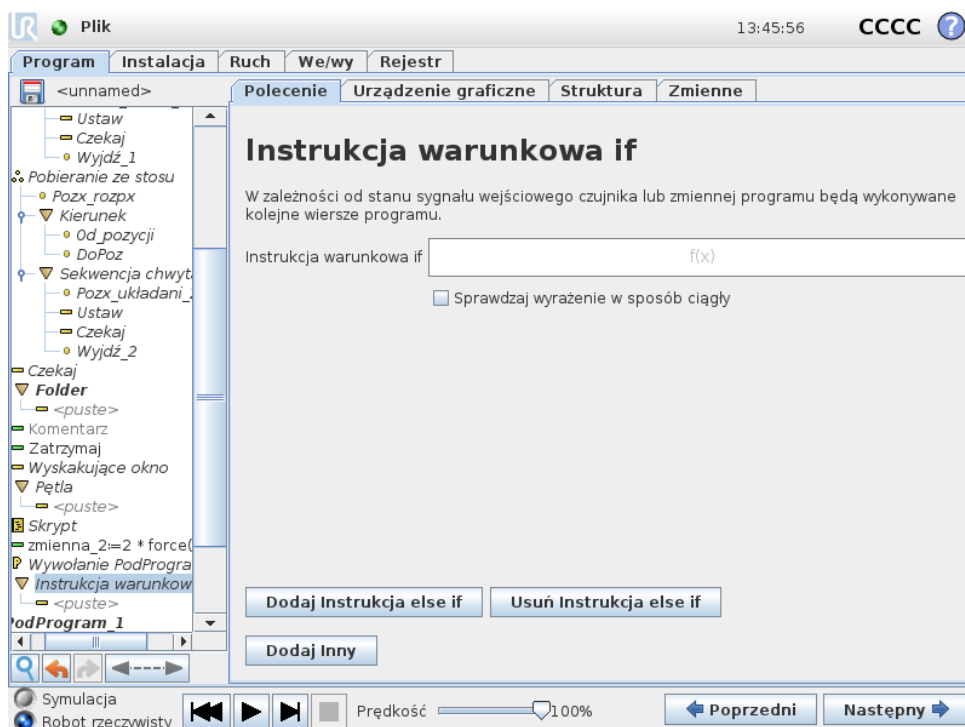 UR Plik 13:45:56 CCCC ?
Program Instalacja Ruch We/wy Rejestr
<unnamed>
Polecenie Urządzenie graficzne Struktura Zmienne
Ustaw
Czekaj
Wyjdź_1
Pobieranie ze stosu
Pozx_rozpx
Kierunek
Od_pozycji
DoPoz
Sekwencja chwyt
Pozx_układani_2
Ustaw
Czekaj
Wyjdź_2
Czekaj
Folder
<puste>
Komentarz
Zatrzymaj
Wyskakujące okno
Pętla
<puste>
Skrypt
zmienna_2:=2 * force(
Wywołanie PodProgra
Instrukcja warunkow
<puste>
PodProgram_1
Instrukcja warunkowa if
W zależności od stanu sygnału wejściowego czujnika lub zmiennej programu będą wykonywane
kolejne wiersze programu.
Instrukcja warunkowa if f(x)
Sprawdzaj wyrażenie w sposób ciągły
Dodaj Instrukcja else if Usuń Instrukcja else if
Dodaj Inny
Symulacja
Robot rzeczywisty
Prędkość 100%
Poprzedni Następny